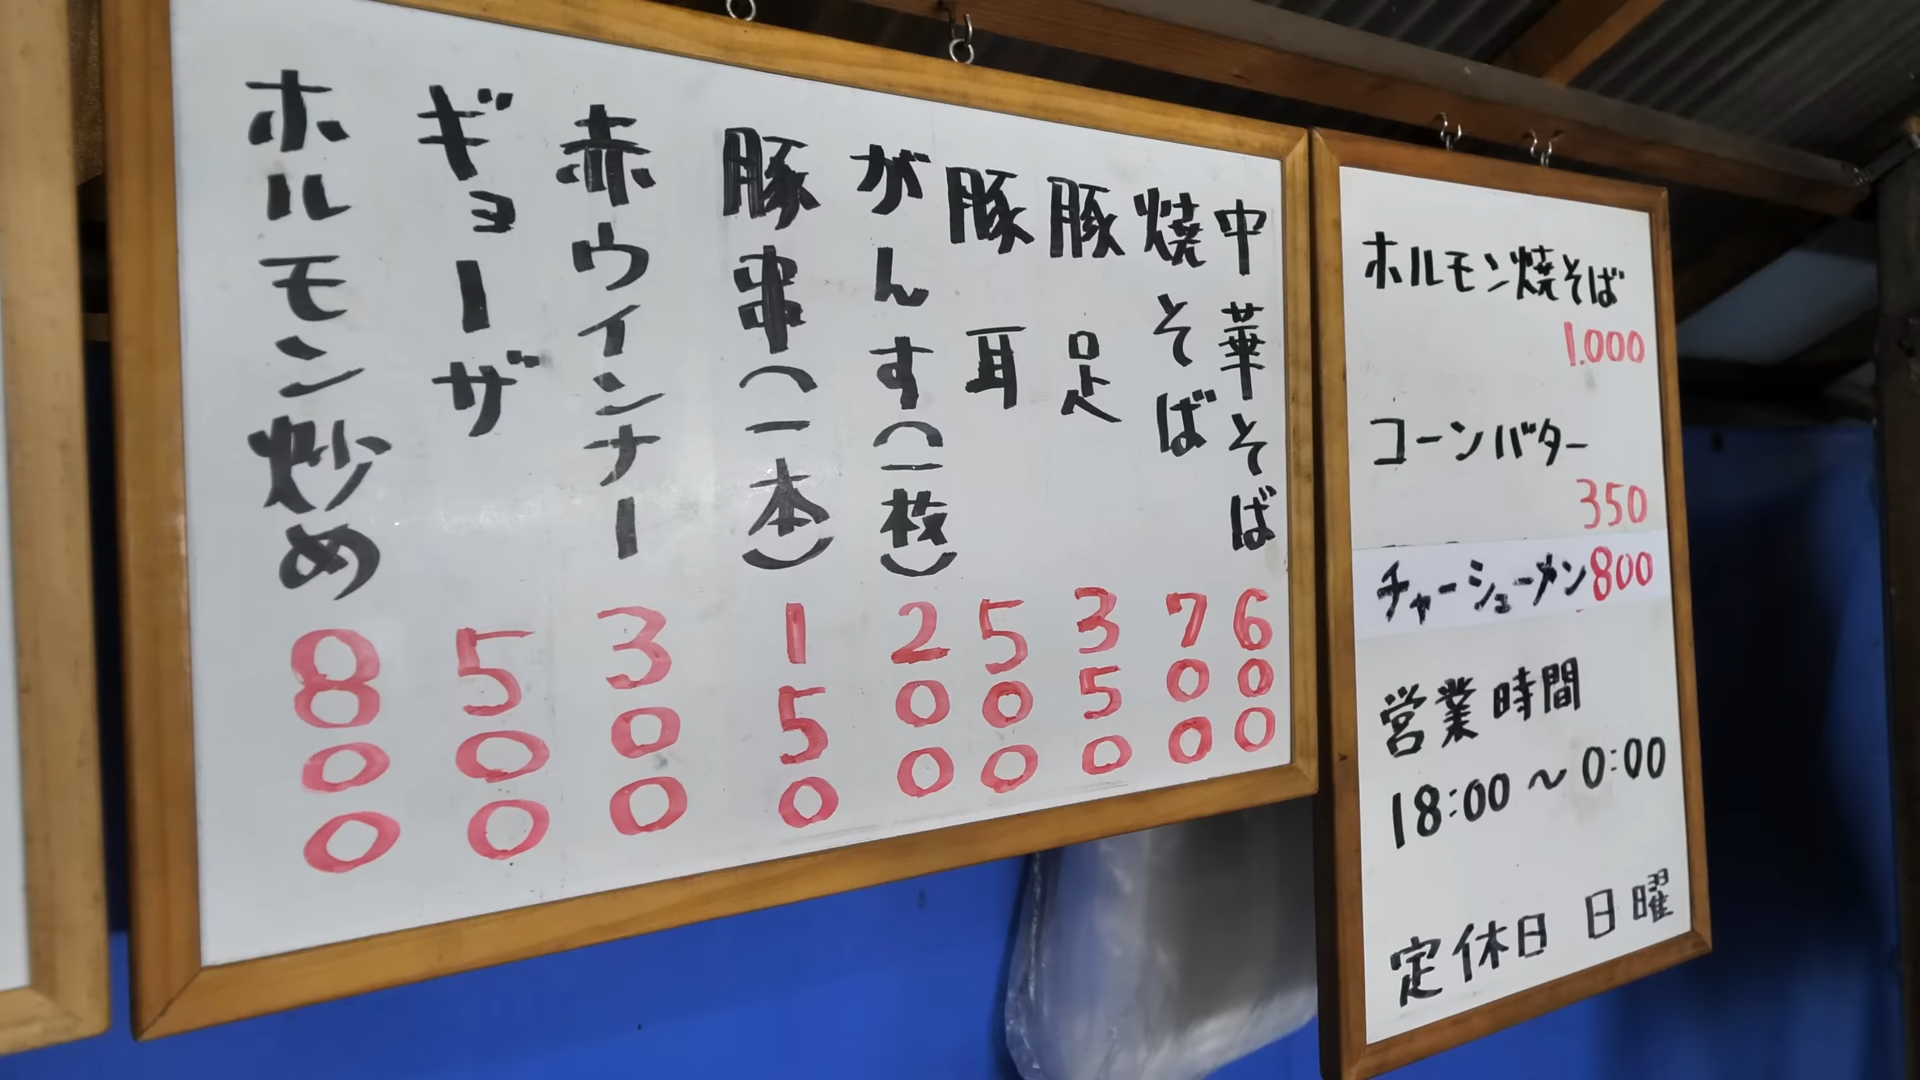 中華そば 600
焼そば 700
豚足 350
豚耳 500
がんす(一枚) 200
豚串(一本) 150
赤ウインナー 300
ギョーザ 500
ホルモン炒め 800
ホルモン焼そば
1.000
コーンバター
350
チャーシューメン800
営業時間
18:00～0:00
定休日 日曜